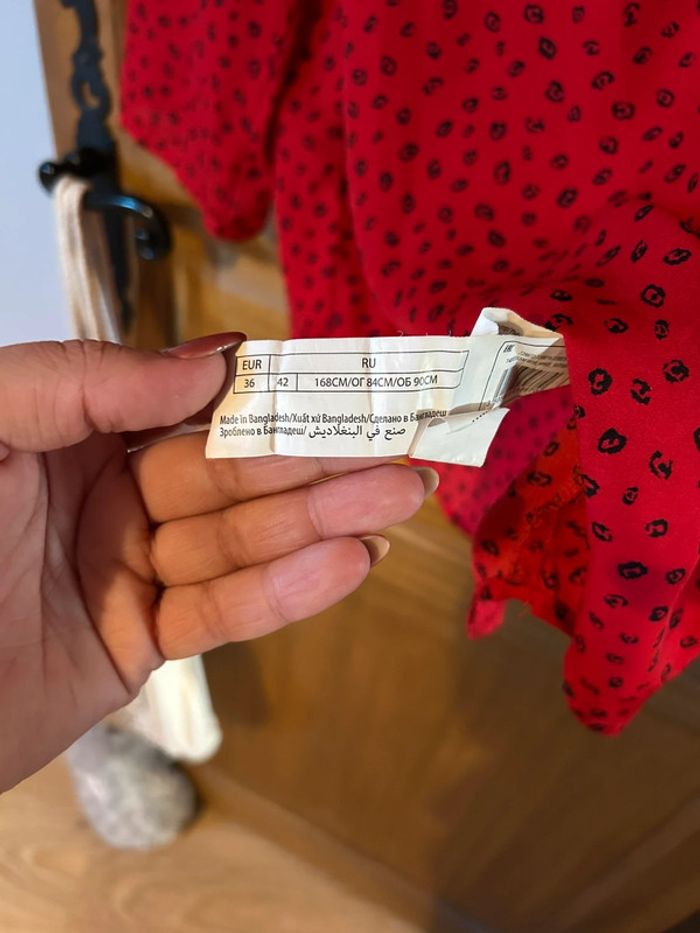 EUR RU
36 42 168CM/ОГ 84CM/ОБ 90CM
Made in Bangladesh/Xuất xứ Bangladesh/Сделано в Бангладеш
Зроблено в Бангладеш/ صنع في البنغلاديش